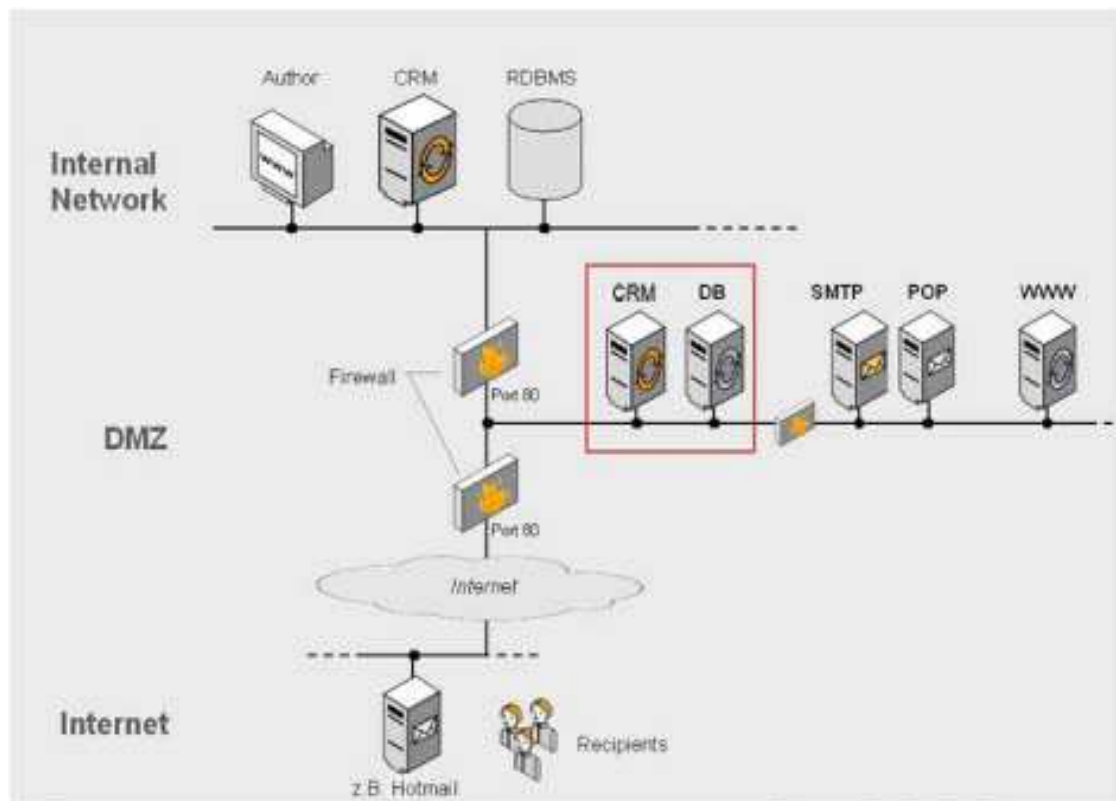 Author
CRM
RDBMS
www
Internal
Network
CRM
DB
SMTP
POP
WWW
Firewall
Port 80
DMZ
Port 80
Internet
Internet
Recipients
z.B. Hotmail